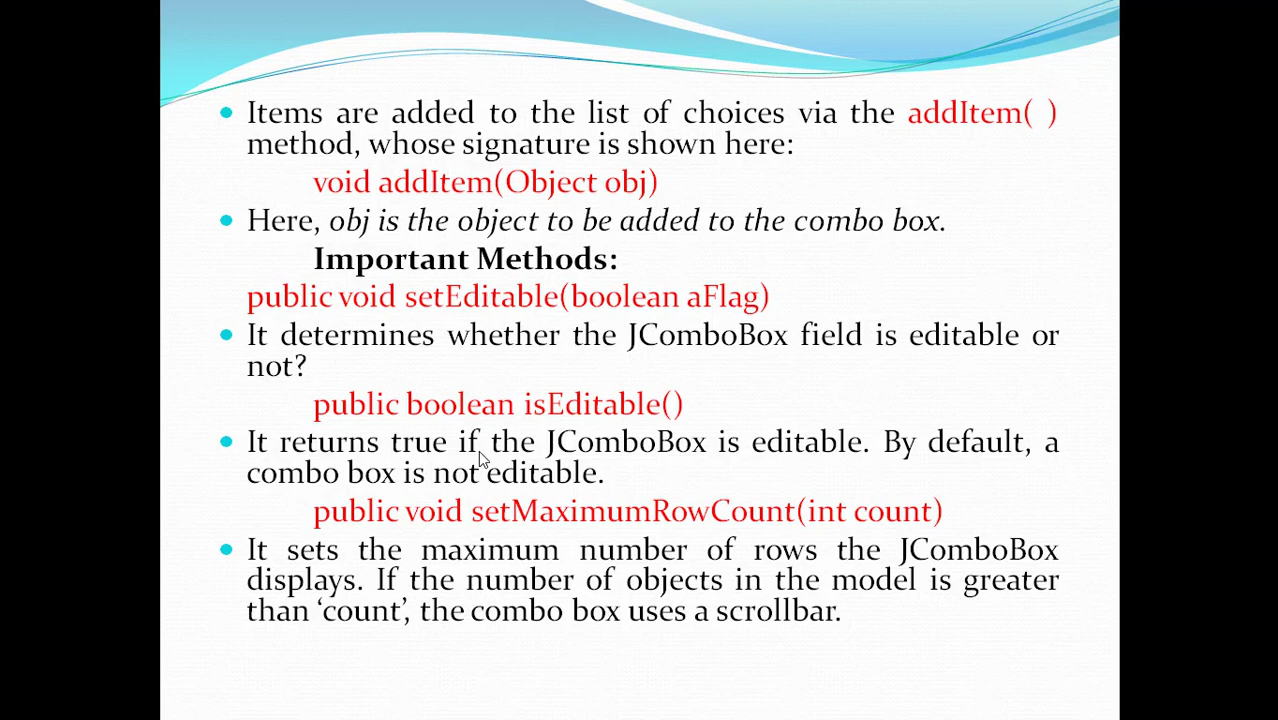 Items are added to the list of choices via the addItem( )
method, whose signature is shown here:
void addItem(Object obj)
Here, obj is the object to be added to the combo box.
Important Methods:
public void setEditable(boolean aFlag)
It determines whether the JComboBox field is editable or
not?
public boolean isEditable()
It returns true if the JComboBox is editable. By default, a
combo box is not editable.
public void setMaximumRowCount(int count)
It sets the maximum number of rows the JComboBox
displays. If the number of objects in the model is greater
than ‘count’, the combo box uses a scrollbar.